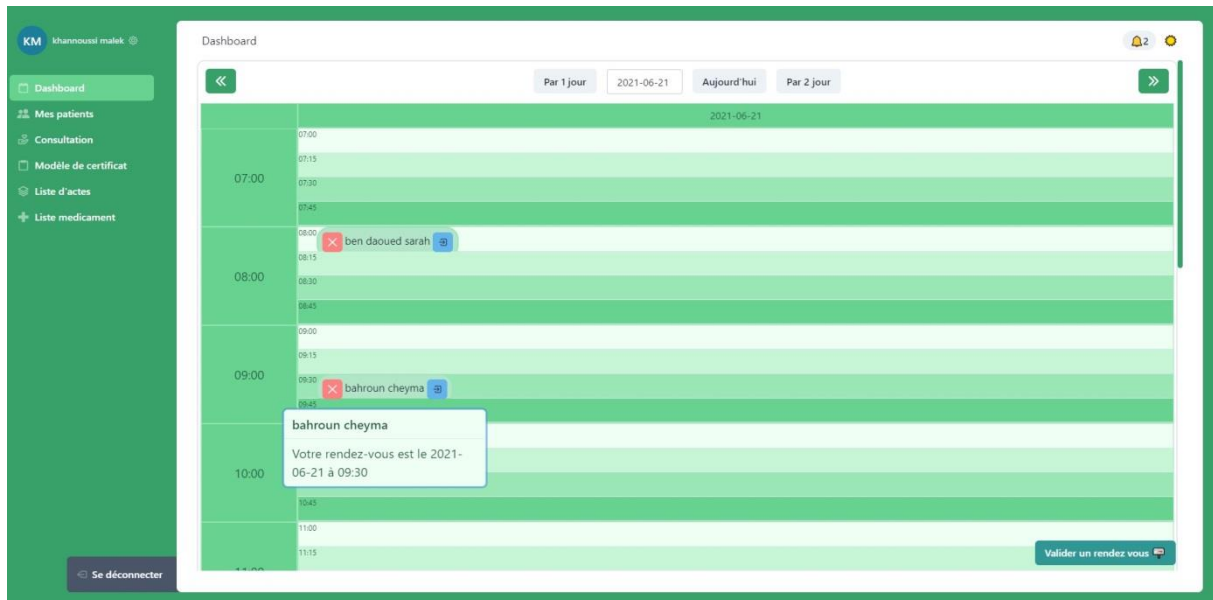 KM khannoussi malek
Dashboard
Mes patients
Consultation
Modèle de certificat
Liste d'actes
Liste medicament
Se déconnecter
Dashboard
2
Par 1 jour 2021-06-21 Aujourd'hui Par 2 jour
2021-06-21
07:00
07:00
07:15
07:30
07:45
08:00
08:00
ben daoued sarah
08:15
08:30
08:45
09:00
09:00
09:15
09:30
bahroun cheyma
09:45
bahroun cheyma
Votre rendez-vous est le 2021-
06-21 à 09:30
10:00
10:45
11:00
11:15
11:00
Valider un rendez vous